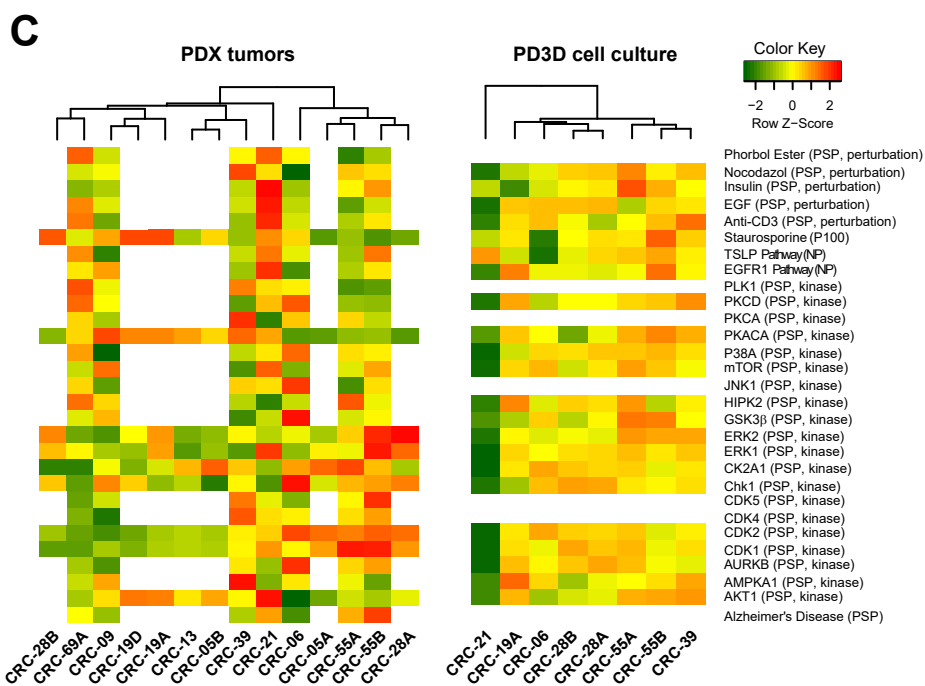 C
PDX tumors
PD3D cell culture
Color Key
−2 0 2
Row Z−Score
Phorbol Ester (PSP, perturbation)
Nocodazol (PSP, perturbation)
Insulin (PSP, perturbation)
EGF (PSP, perturbation)
Anti-CD3 (PSP, perturbation)
Staurosporine (P100)
TSLP Pathway(NP)
EGFR1 Pathway(NP)
PLK1 (PSP, kinase)
PKCD (PSP, kinase)
PKCA (PSP, kinase)
PKACA (PSP, kinase)
P38A (PSP, kinase)
mTOR (PSP, kinase)
JNK1 (PSP, kinase)
HIPK2 (PSP, kinase)
GSK3β (PSP, kinase)
ERK2 (PSP, kinase)
ERK1 (PSP, kinase)
CK2A1 (PSP, kinase)
Chk1 (PSP, kinase)
CDK5 (PSP, kinase)
CDK4 (PSP, kinase)
CDK2 (PSP, kinase)
CDK1 (PSP, kinase)
AURKB (PSP, kinase)
AMPKA1 (PSP, kinase)
AKT1 (PSP, kinase)
Alzheimer's Disease (PSP)
CRC-28B
CRC-69A
CRC-09
CRC-19D
CRC-19A
CRC-13
CRC-05B
CRC-39
CRC-21
CRC-06
CRC-05A
CRC-55A
CRC-55B
CRC-28A
CRC-21
CRC-19A
CRC-06
CRC-28B
CRC-28A
CRC-55A
CRC-55B
CRC-39